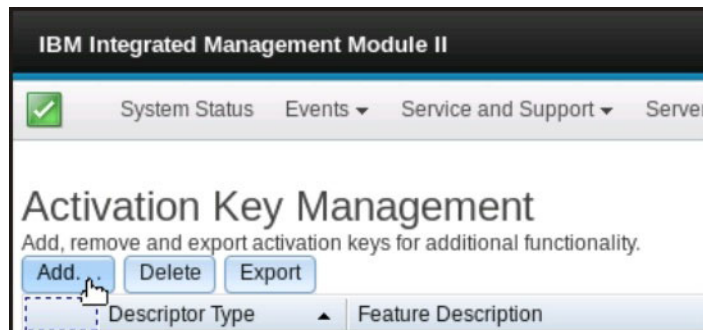 IBM Integrated Management Module II
System Status Events Service and Support Server
Activation Key Management
Add, remove and export activation keys for additional functionality.
Add... Delete Export
Descriptor Type Feature Description